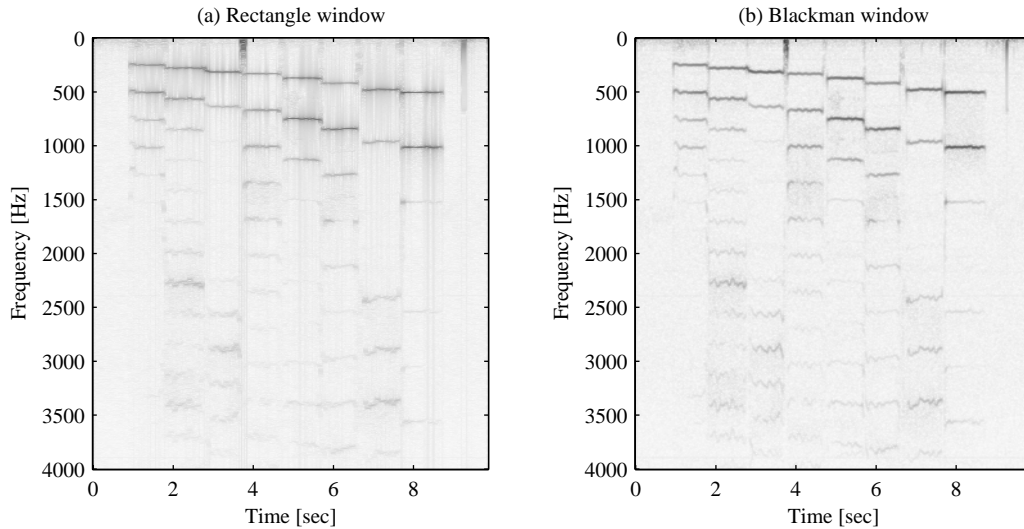 (a) Rectangle window
0
500
1000
1500
2000
2500
3000
3500
4000
Frequency [Hz]
0 2 4 6 8
Time [sec]
(b) Blackman window
0
500
1000
1500
2000
2500
3000
3500
4000
Frequency [Hz]
0 2 4 6 8
Time [sec]